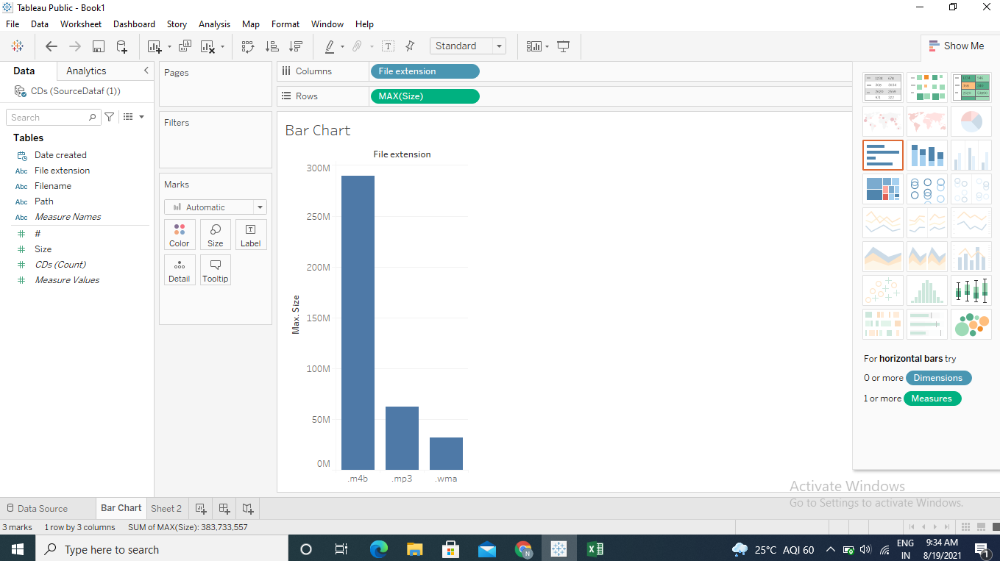 Tableau Public - Book1
File Data Worksheet Dashboard Story Analysis Map Format Window Help
Standard
Show Me
Data Analytics
CDs (SourceDataf (1))
Search
Tables
Date created
Abc File extension
Abc Filename
Abc Path
Abc Measure Names
# #
# Size
# CDs (Count)
# Measure Values
Pages
Filters
Marks
Automatic
Color Size Label
Detail Tooltip
Columns File extension
Rows MAX(Size)
Bar Chart
File extension
300M
250M
200M
150M
100M
50M
0M
Max. Size
.m4b .mp3 .wma
For horizontal bars try
0 or more Dimensions
1 or more Measures
Activate Windows
Go to Settings to activate Windows.
Data Source Bar Chart Sheet 2
3 marks 1 row by 3 columns SUM of MAX(Size): 383,733,557
Type here to search
N
25°C AQI 60
ENG
IN
9:34 AM
8/19/2021
1